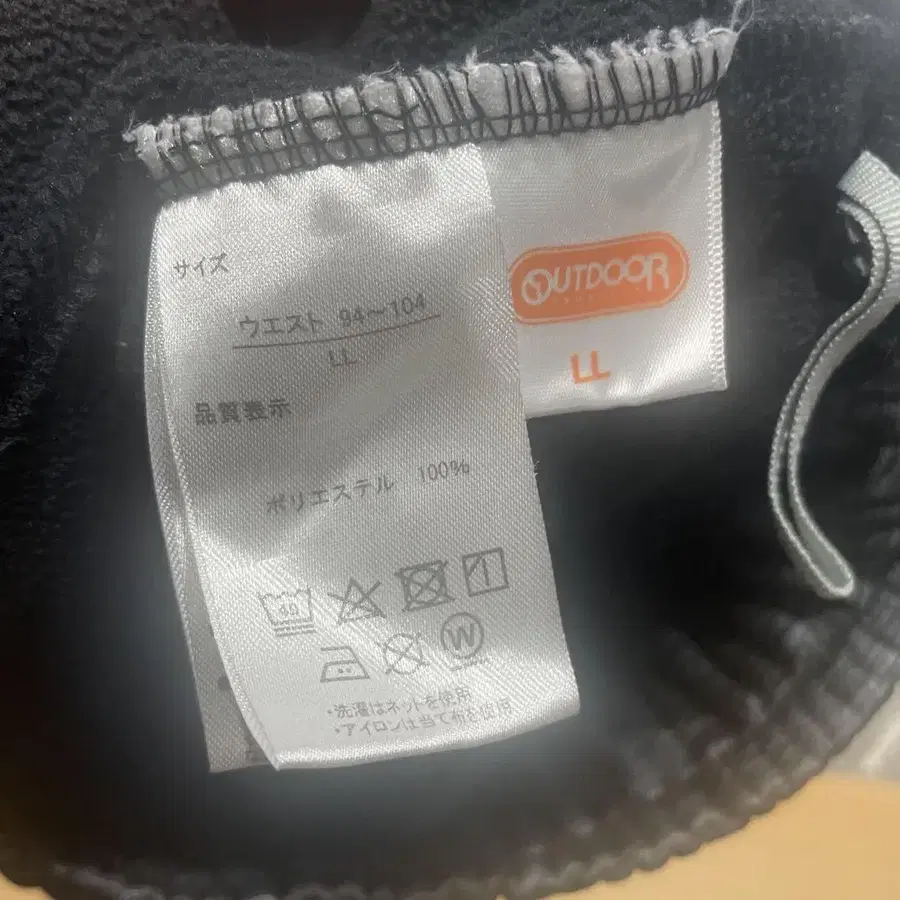 サイズ
ウエスト 94～104
LL
品質表示
ポリエステル 100%
40
W
・洗濯はネットを使用
・アイロンは当て布を使用
OUTDOOR
LL